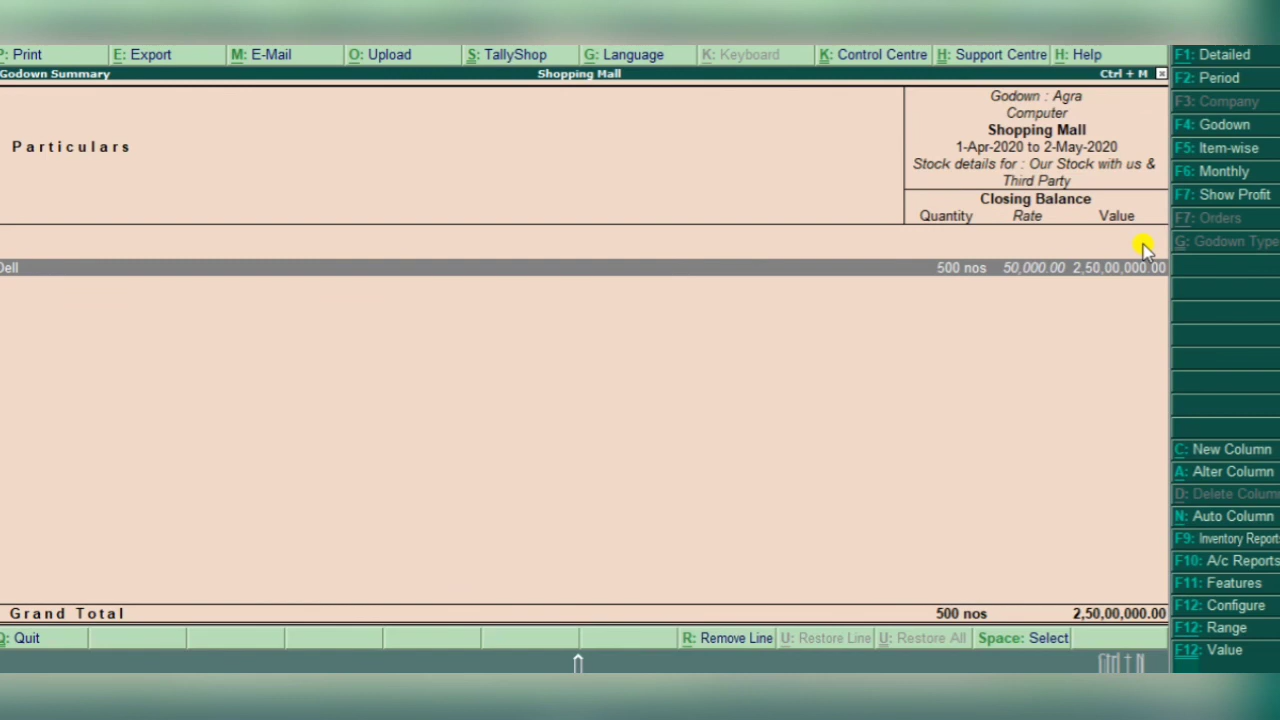 P: Print E: Export M: E-Mail O: Upload S: TallyShop G: Language K: Keyboard K: Control Centre H: Support Centre H: Help
Godown Summary Shopping Mall Ctrl + M
Particulars
Godown : Agra
Computer
Shopping Mall
1-Apr-2020 to 2-May-2020
Stock details for : Our Stock with us &
Third Party
Closing Balance
Quantity Rate Value
Dell 500 nos 50,000.00 2,50,00,000.00
Grand Total 500 nos 2,50,00,000.00
Q: Quit R: Remove Line U: Restore Line U: Restore All Space: Select
Ctrl + N
F1: Detailed
F2: Period
F3: Company
F4: Godown
F5: Item-wise
F6: Monthly
F7: Show Profit
F7: Orders
G: Godown Type
C: New Column
A: Alter Column
D: Delete Colum
N: Auto Column
F9: Inventory Reports
F10: A/c Reports
F11: Features
F12: Configure
F12: Range
F12: Value